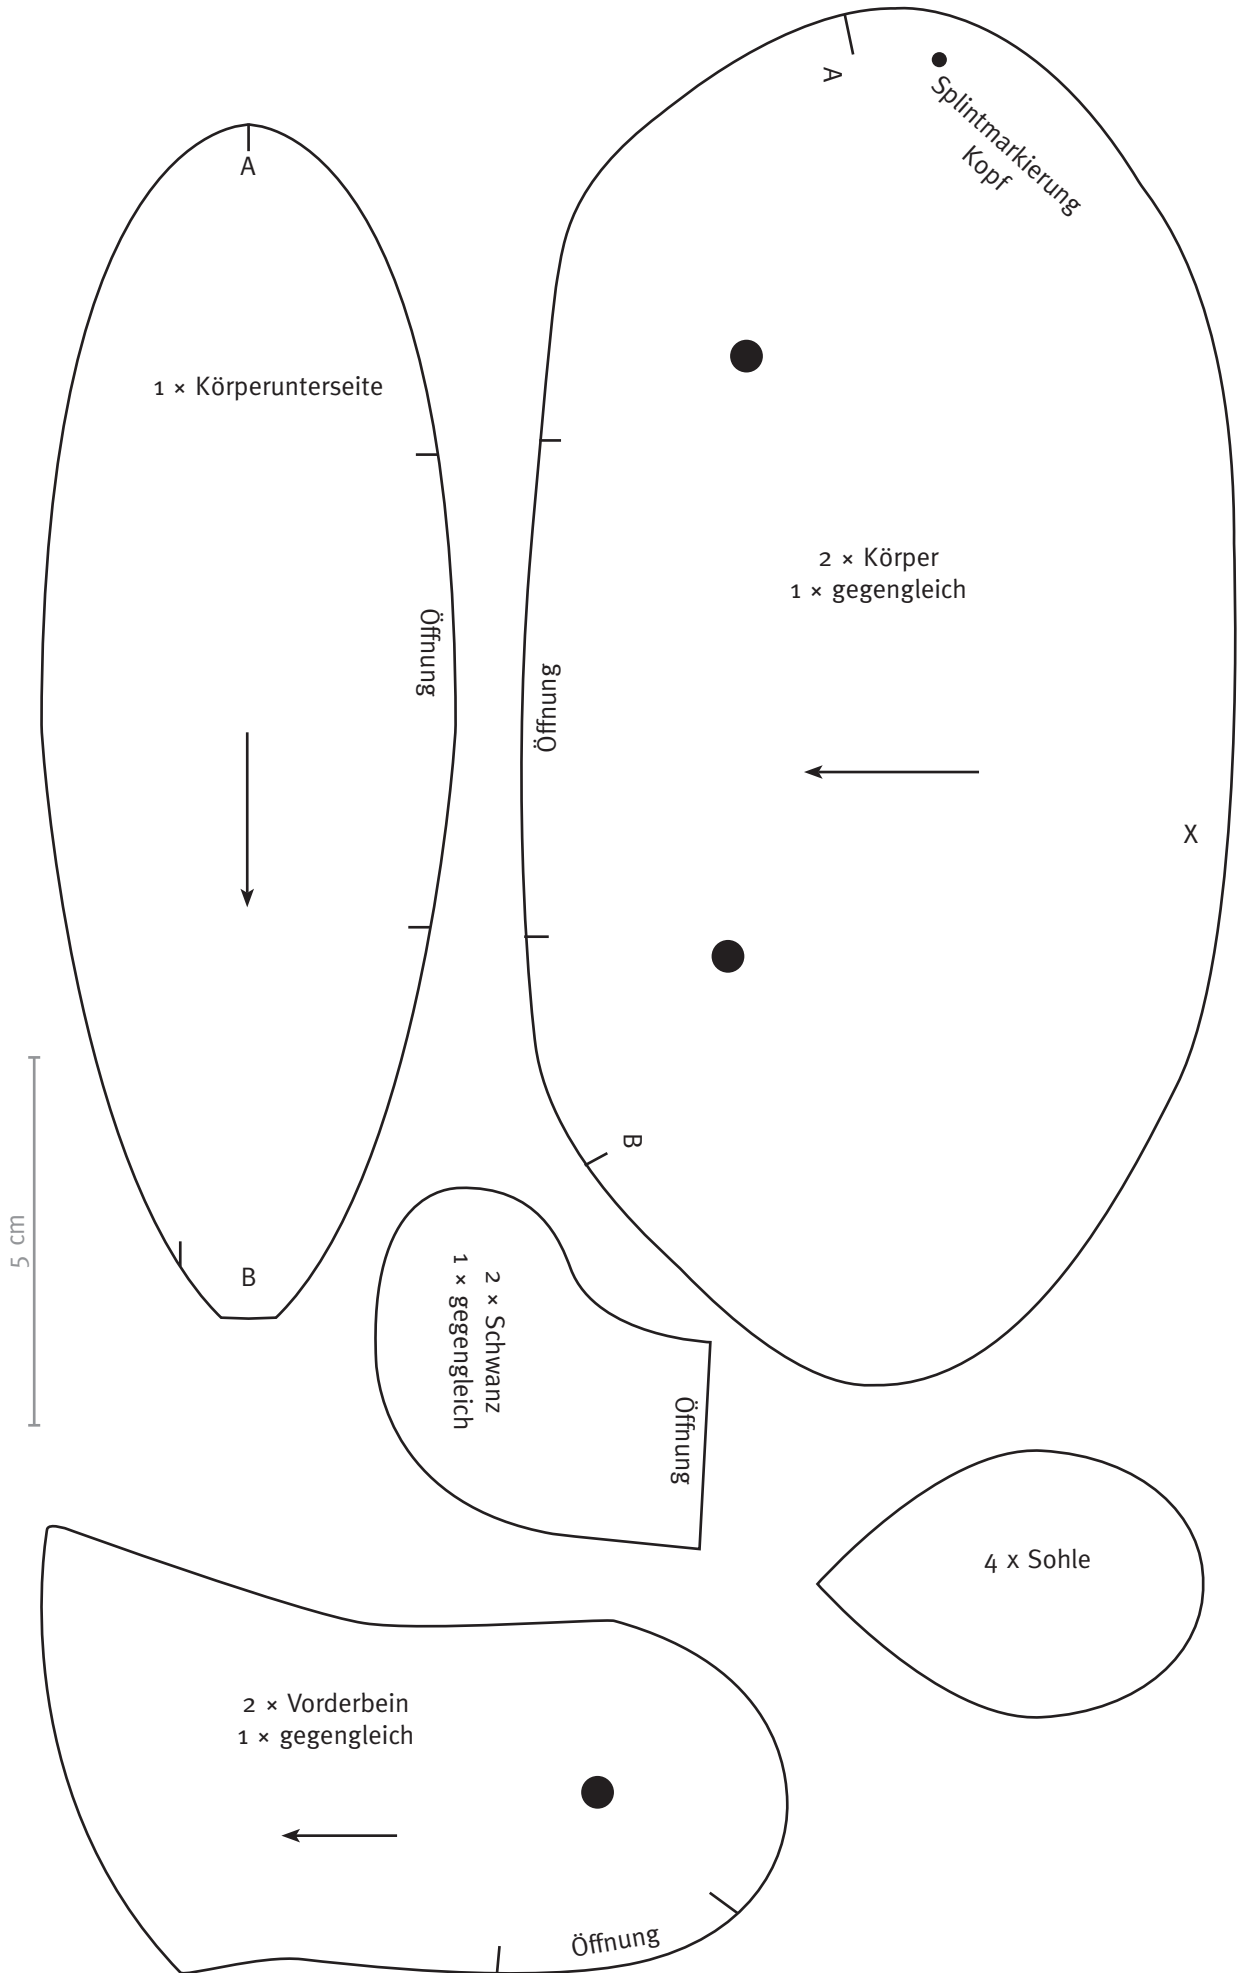 A
Splintmarkierung
Kopf
A
1 × Körperunterseite
2 × Körper
1 × gegengleich
Öffnung
Öffnung
X
B
5 cm
B
2 × Schwanz
1 × gegengleich
Öffnung
4 x Sohle
2 × Vorderbein
1 × gegengleich
Öffnung